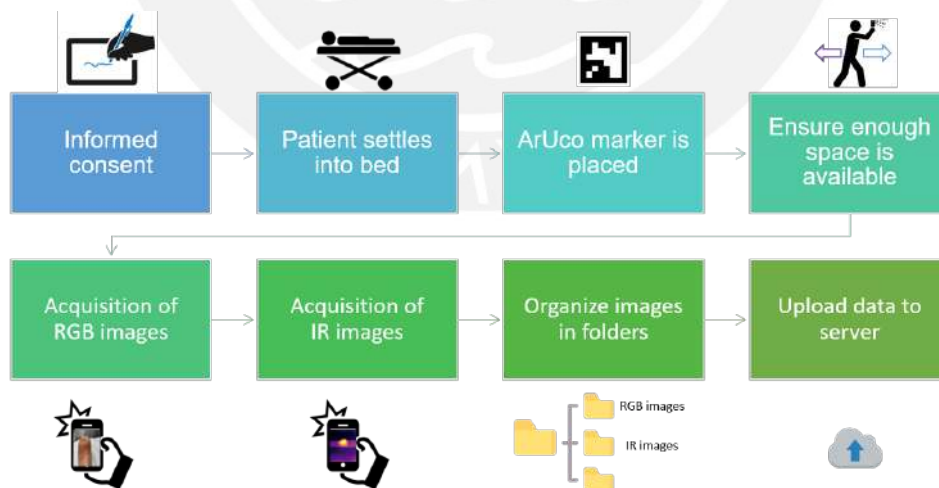 Informed
consent
Patient settles
into bed
ArUco marker is
placed
Ensure enough
space is
available
Acquisition of
RGB images
Acquisition of
IR images
Organize images
in folders
Upload data to
server
RGB images
IR images